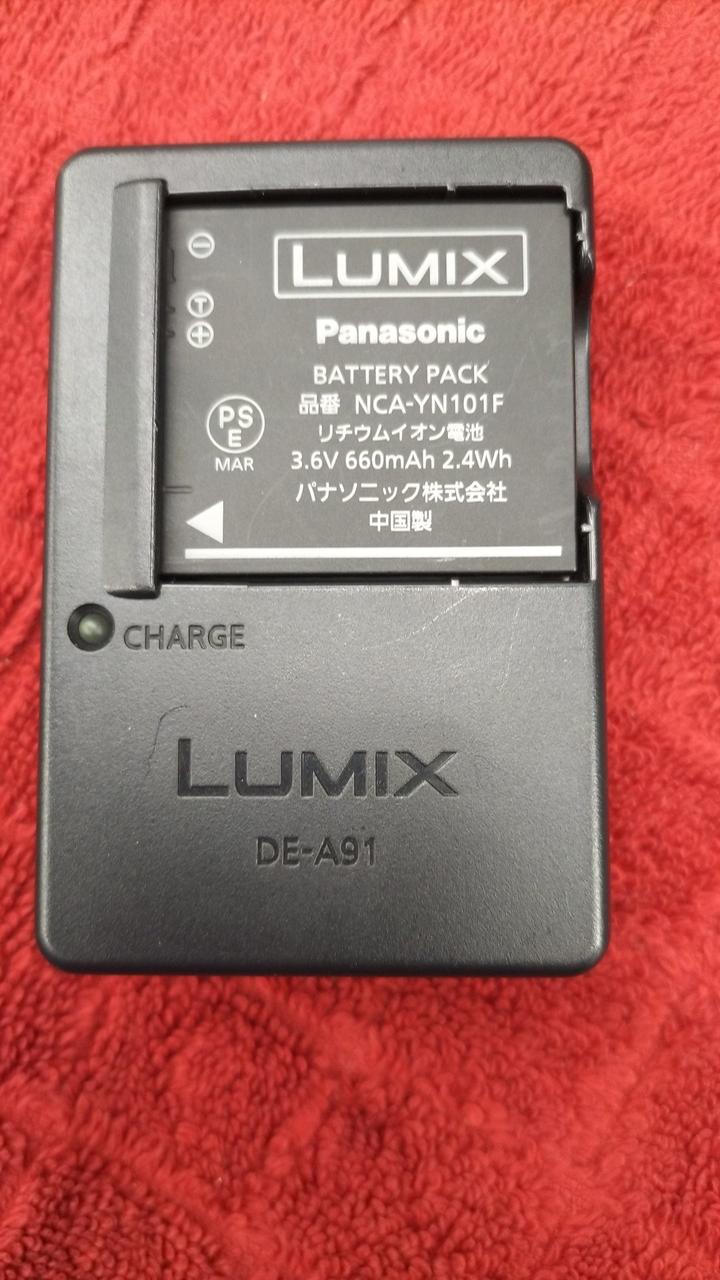 LUMIX
Panasonic
BATTERY PACK
品番 NCA-YN101F
リチウムイオン電池
3.6V 660mAh 2.4Wh
パナソニック株式会社
中国製
T
PS
E
MAR
CHARGE
LUMIX
DE-A91